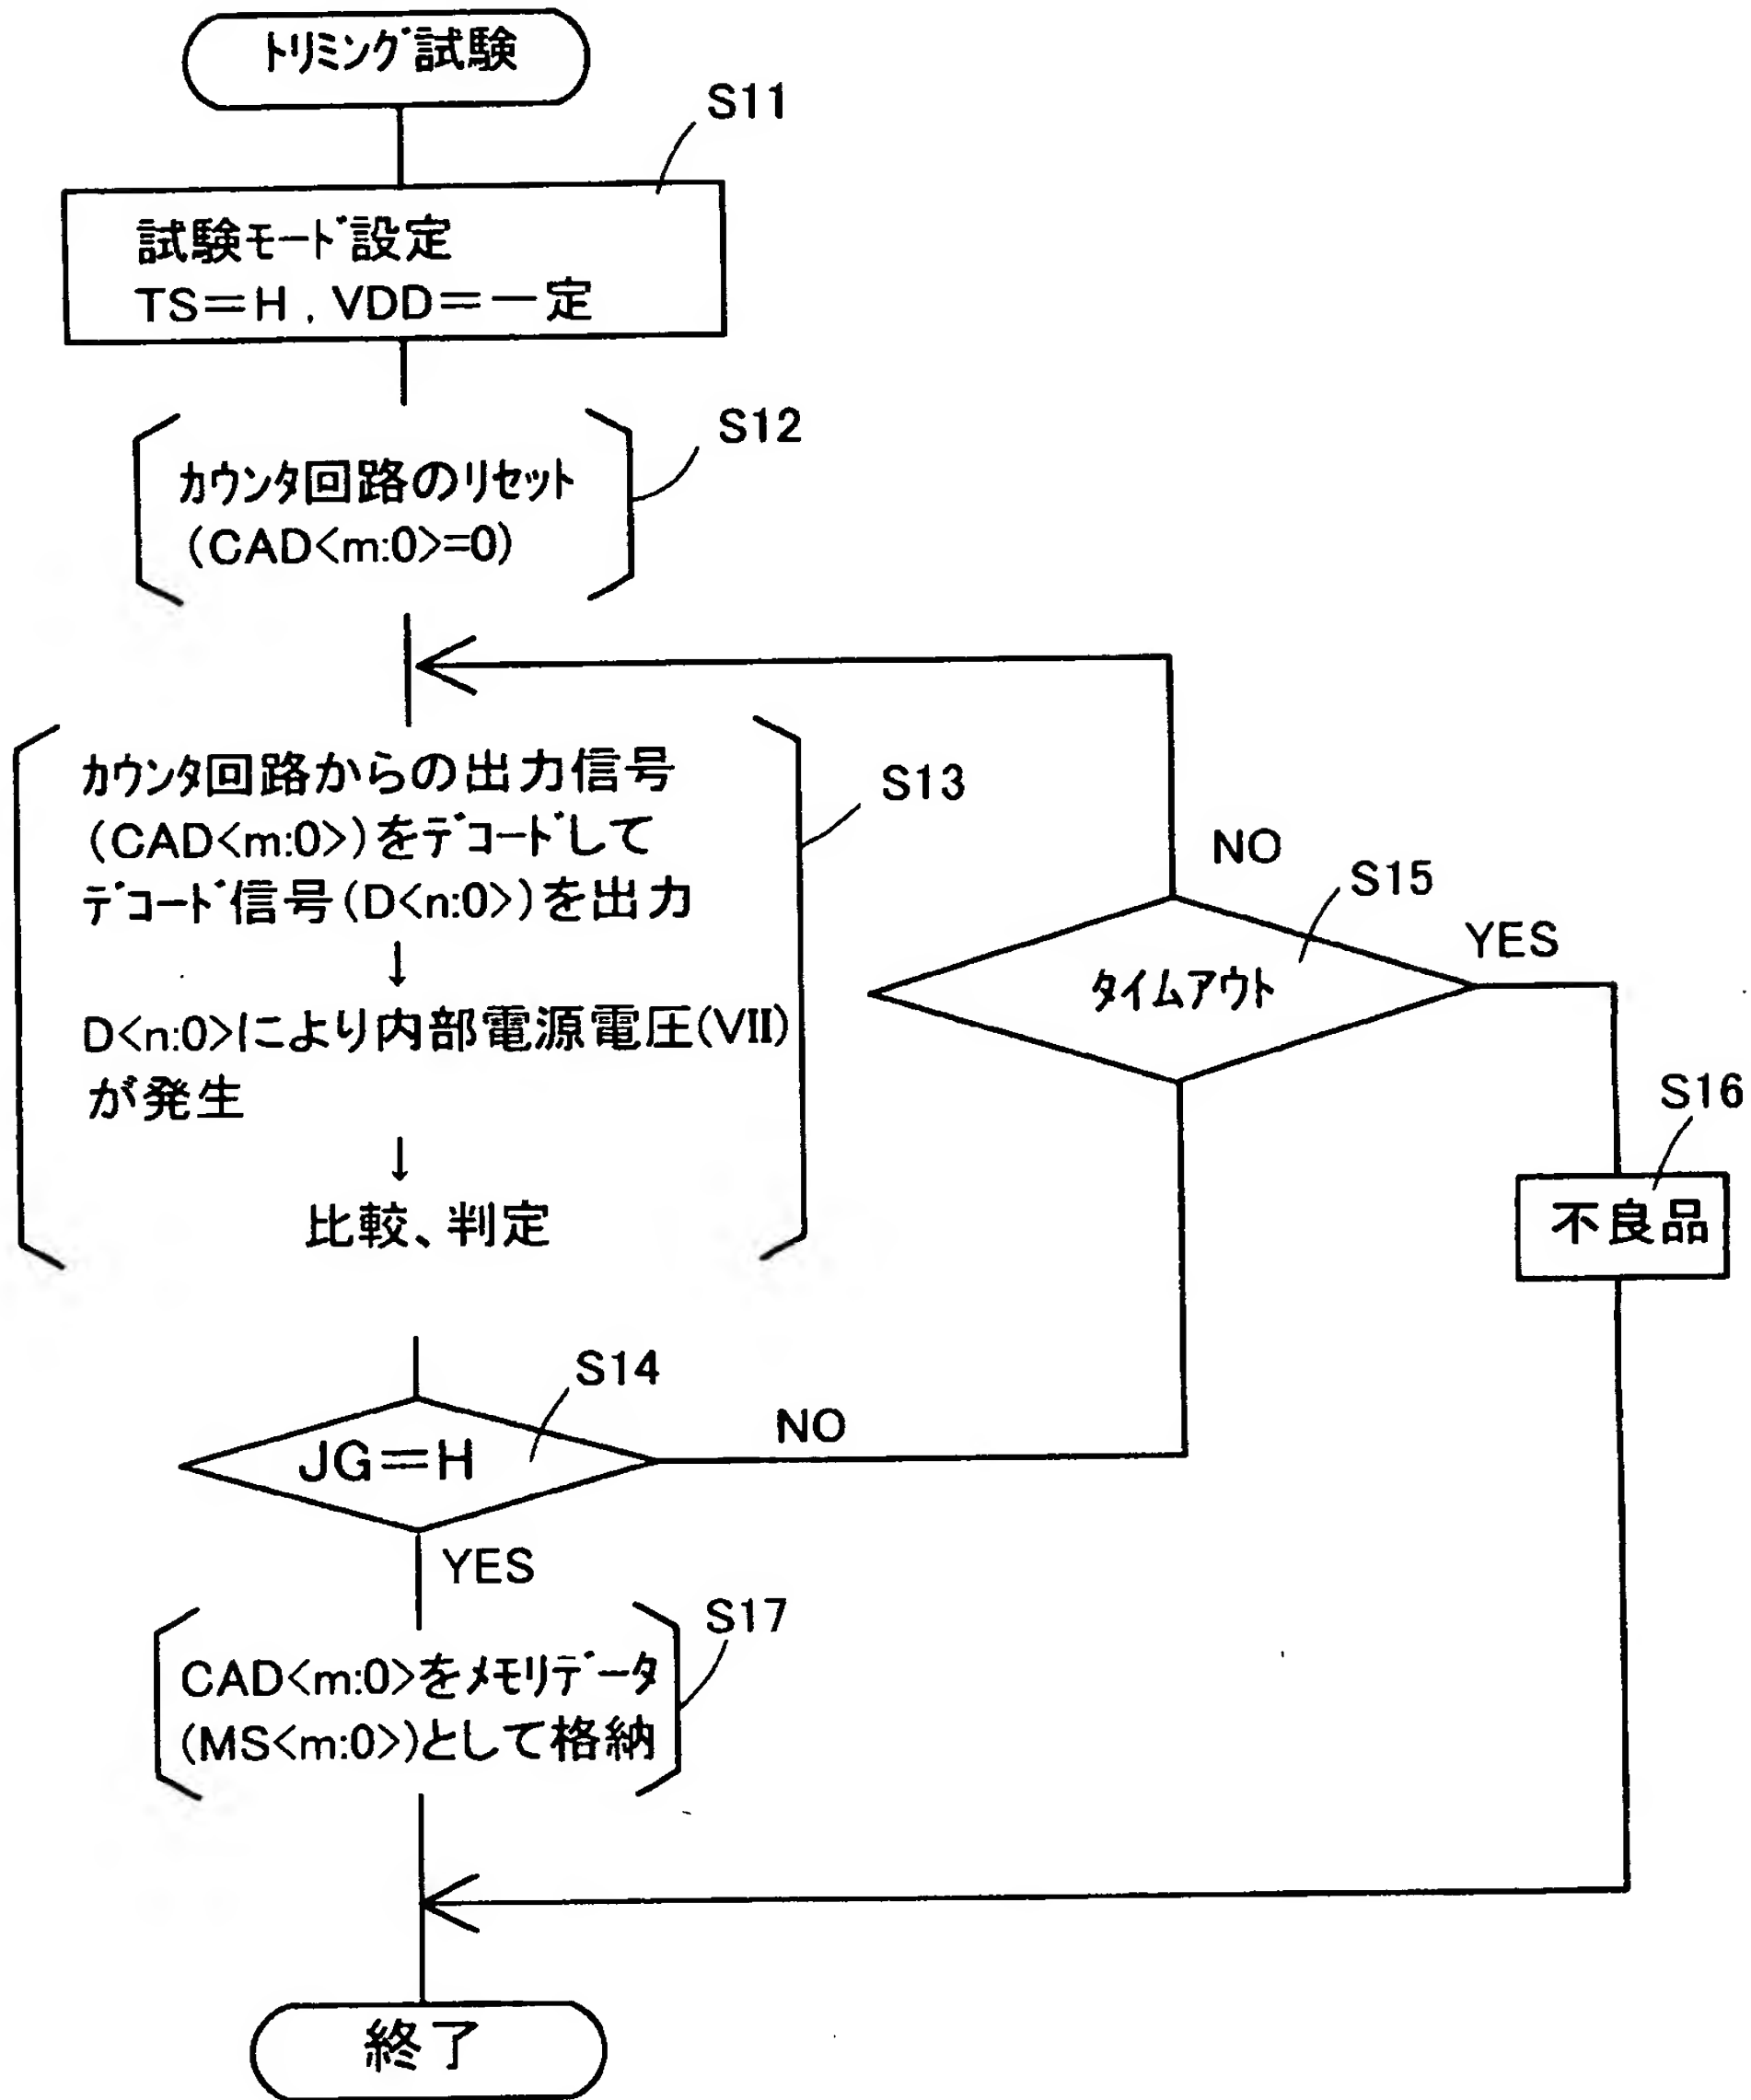 トリミング試験
S11
試験モード設定
TS=H , VDD=一定
S12
カウンタ回路のリセット
(CAD<m:0>=0)
カウンタ回路からの出力信号
(CAD<m:0>)をデコードして
デコード信号(D<n:0>)を出力
↓
D<n:0>により内部電源電圧(VII)
が発生
↓
比較、判定
S13
NO
S15
YES
タイムアウト
S16
不良品
S14
JG=H
NO
YES
S17
CAD<m:0>をメモリデータ
(MS<m:0>)として格納
終了